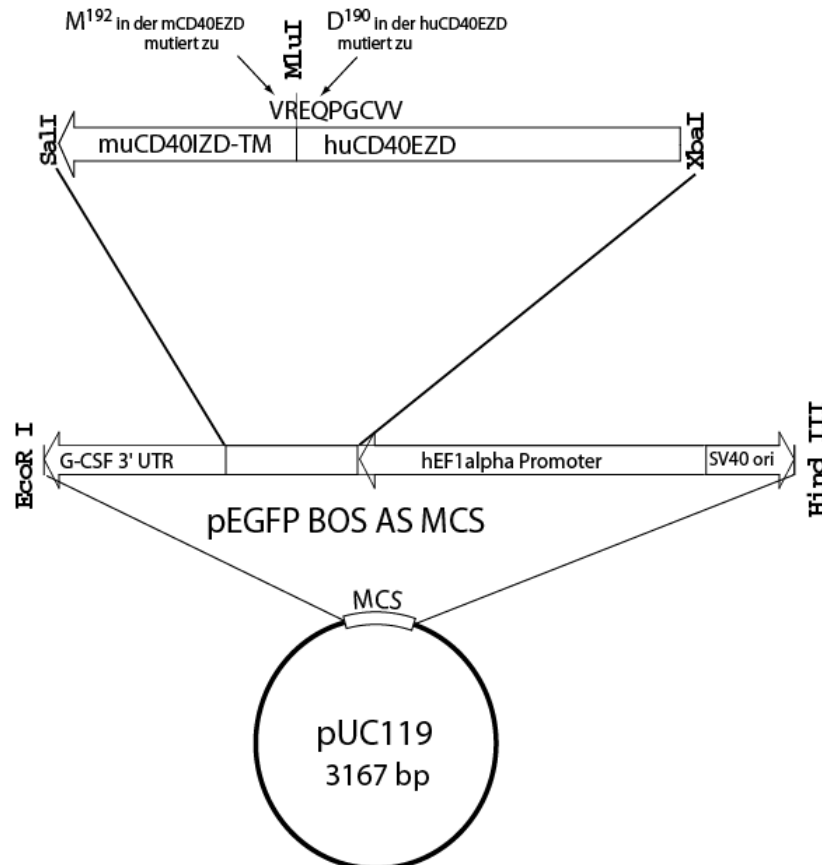 M192 in der mCD40EZD
mutiert zu
MluI
D190 in der huCD40EZD
mutiert zu
VREQPGCVV
SalI
muCD40IZD-TM
huCD40EZD
XbaI
EcoR I
G-CSF 3' UTR
hEF1alpha Promoter
SV40 ori
Hind III
pEGFP BOS AS MCS
MCS
pUC119
3167 bp